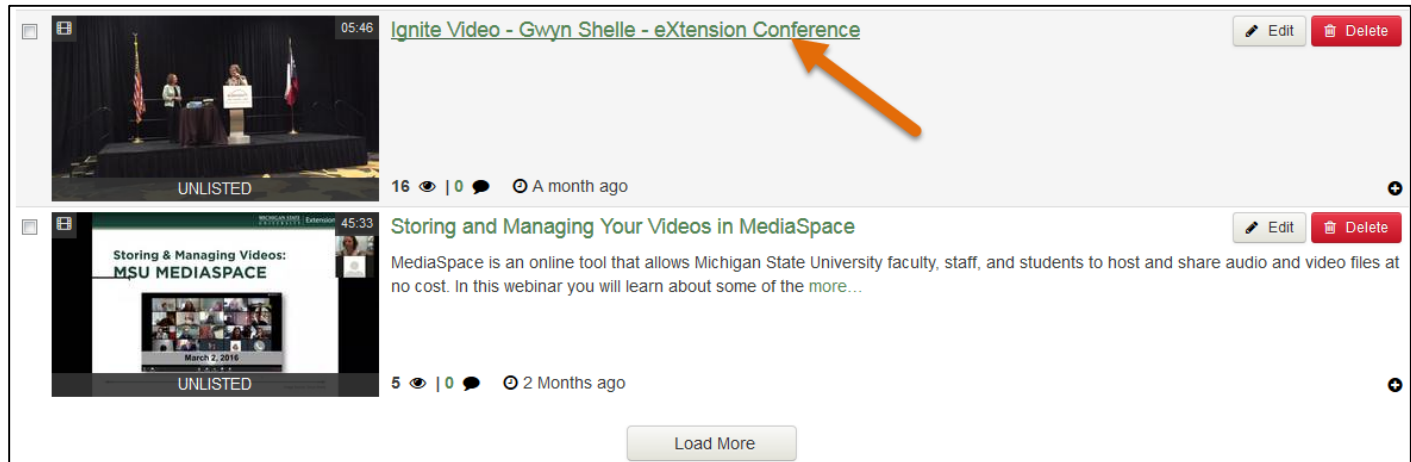 05:46
Ignite Video - Gwyn Shelle - eXtension Conference
Edit
Delete
UNLISTED
16 | 0 A month ago
MICHIGAN STATE UNIVERSITY | Extension
45:33
Storing and Managing Your Videos in MediaSpace
Edit
Delete
Storing & Managing Videos:
MSU MEDIASPACE
MediaSpace is an online tool that allows Michigan State University faculty, staff, and students to host and share audio and video files at
no cost. In this webinar you will learn about some of the more...
March 2, 2016
UNLISTED
5 | 0 2 Months ago
Load More